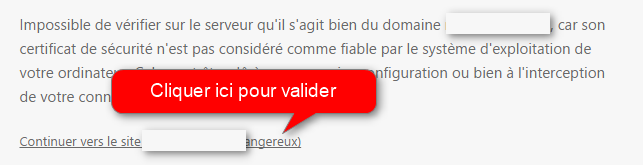 Impossible de vérifier sur le serveur qu'il s'agit bien du domaine , car son
certificat de sécurité n'est pas considéré comme fiable par le système d'exploitation de
votre ordinateur. configuration ou bien à l'interception
de votre
Cliquer ici pour valider
Continuer vers le site angereux)